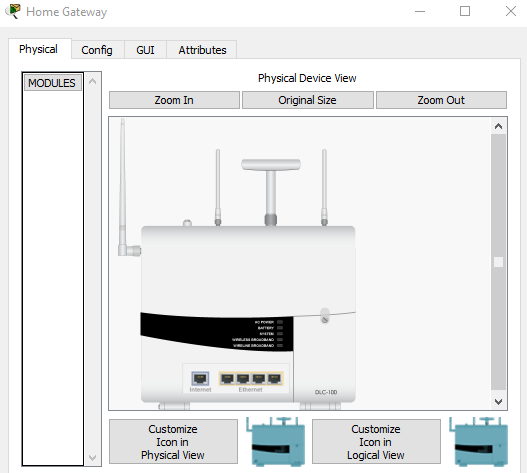 Home Gateway
Physical
Config
GUI
Attributes
MODULES
Physical Device View
Zoom In
Original Size
Zoom Out
AC POWER
BATTERY
SYSTEM
WIRELESS BROADBAND
WIRELINE BROADBAND
Internet
Ethernet
DLC-100
Customize
Icon in
Physical View
Customize
Icon in
Logical View